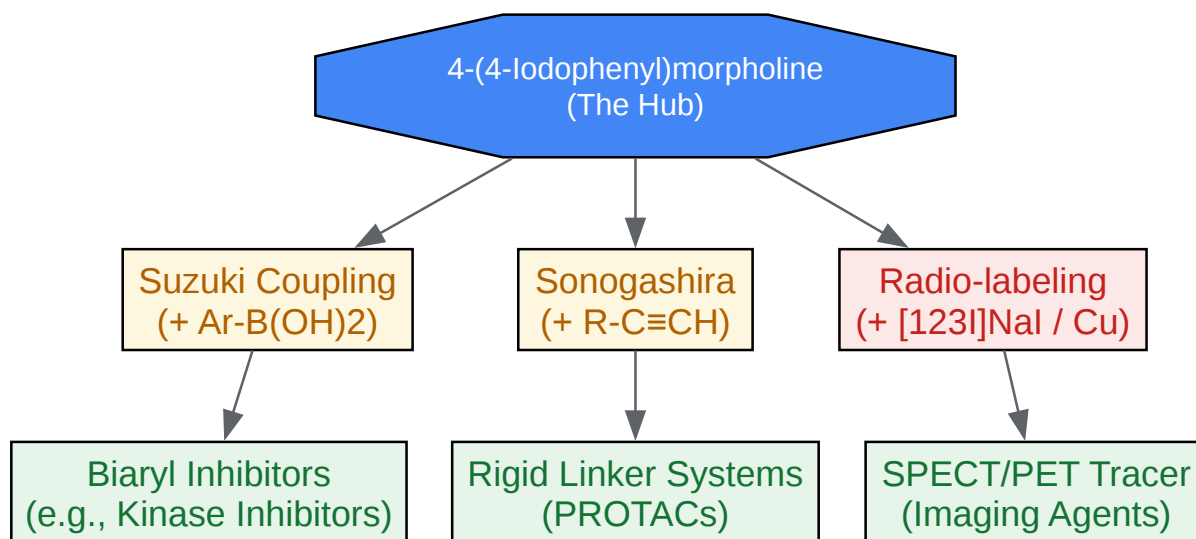 4-(4-Iodophenyl)morpholine
(The Hub)
Suzuki Coupling
(+ Ar-B(OH)2)
Sonogashira
(+ R-C≡CH)
Radio-labeling
(+ [123I]NaI / Cu)
Biaryl Inhibitors
(e.g., Kinase Inhibitors)
Rigid Linker Systems
(PROTACs)
SPECT/PET Tracer
(Imaging Agents)